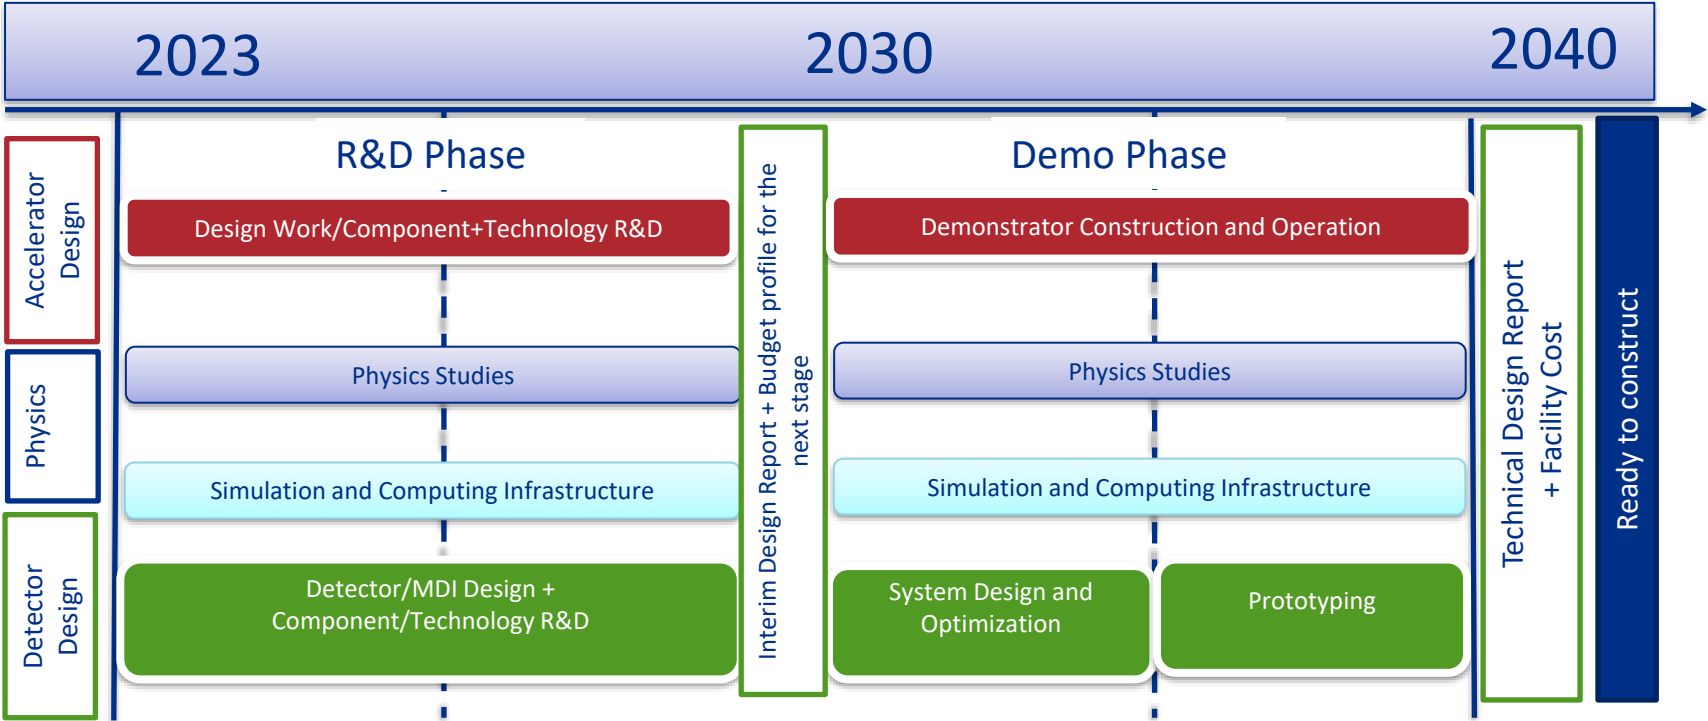 2023
2030
2040
R&D Phase
Demo Phase
Accelerator
Design
Design Work/Component+Technology R&D
Demonstrator Construction and Operation
Physics
Physics Studies
Physics Studies
Simulation and Computing Infrastructure
Simulation and Computing Infrastructure
Detector
Design
Detector/MDI Design +
Component/Technology R&D
System Design and
Optimization
Prototyping
Interim Design Report + Budget profile for the
next stage
Technical Design Report
+ Facility Cost
Ready to construct